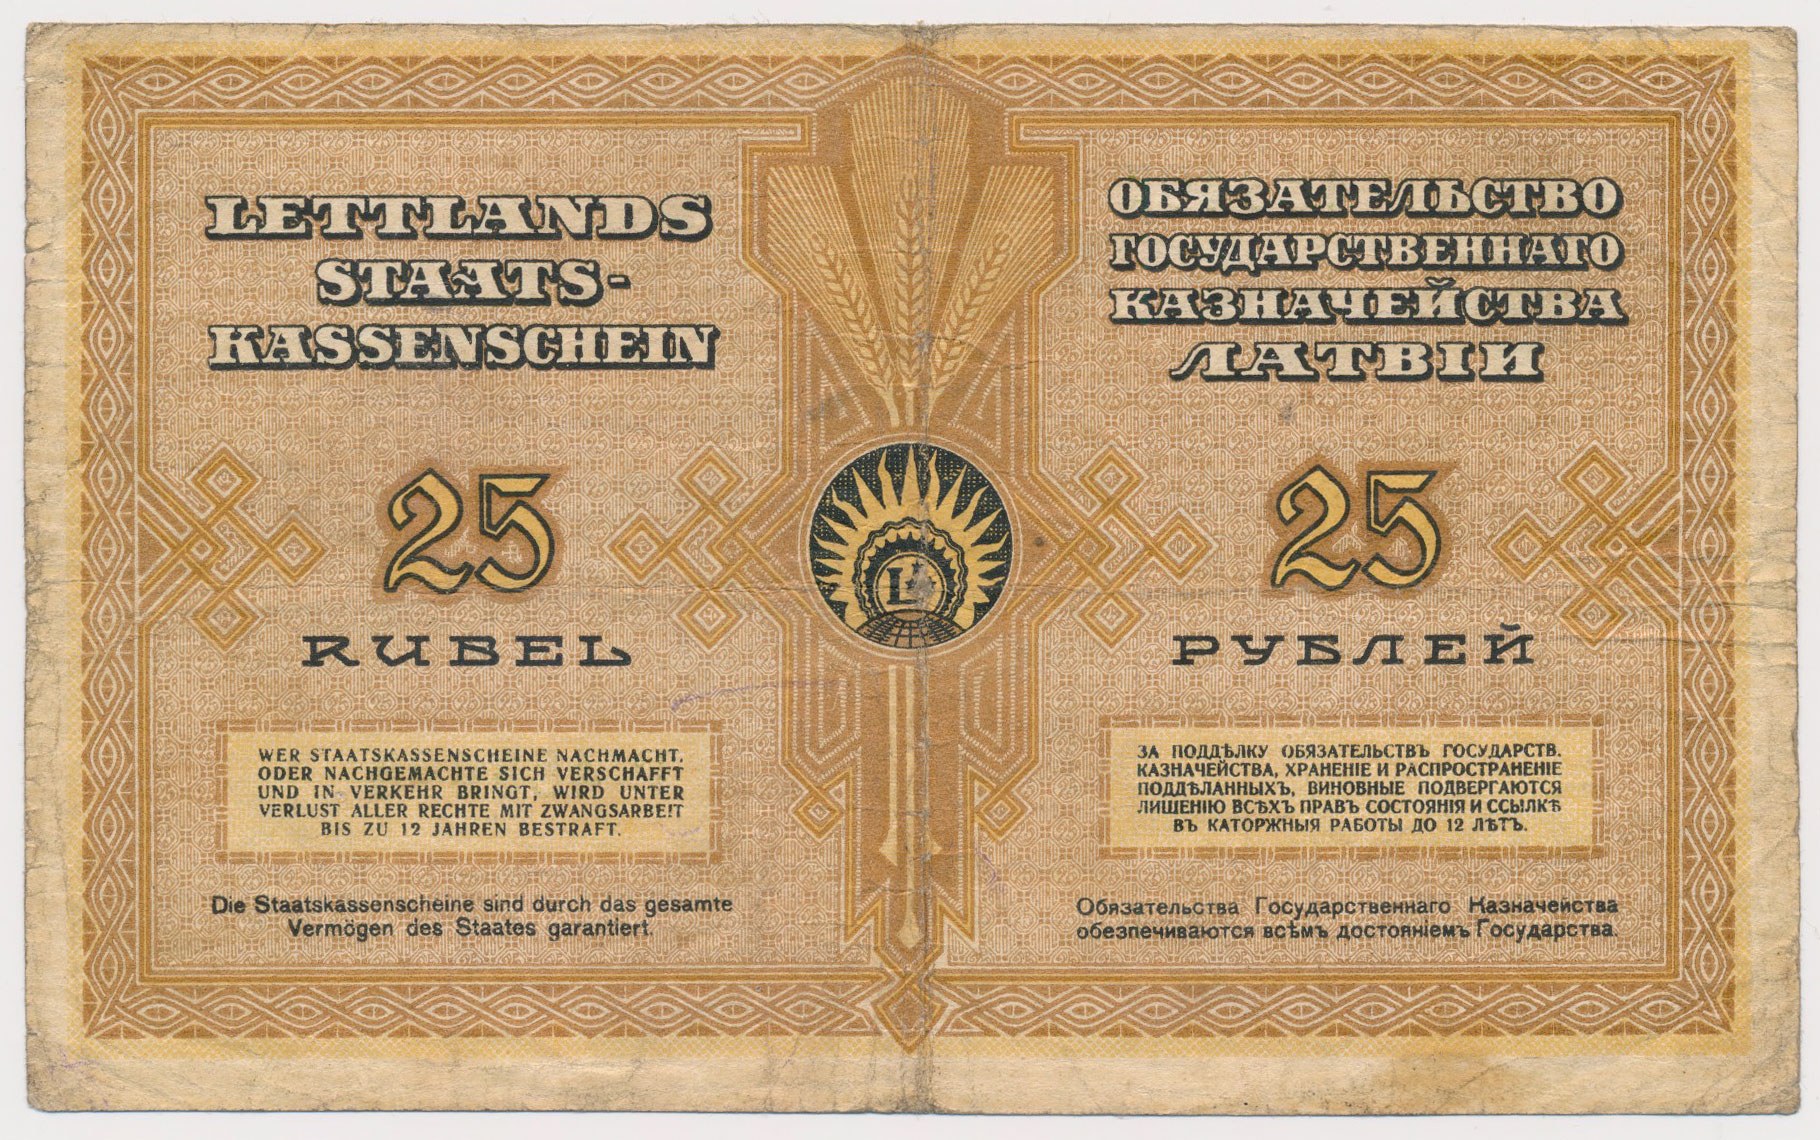 LETTLANDS
STAATS-
KASSENSCHEIN
25
RUBEL
WER STAATSKASSENSCHEINE NACHMACHT,
ODER NACHGEMACHTE SICH VERSCHAFFT
UND IN VERKEHR BRINGT, WIRD UNTER
VERLUST ALLER RECHTE MIT ZWANGSARBEIT
BIS ZU 12 JAHREN BESTRAFT.
Die Staatskassenscheine sind durch das gesamte
Vermögen des Staates garantiert.
L
ОБЯЗАТЕЛЬСТВО
ГОСУДАРСТВЕННАГО
КАЗНАЧЕЙСТВА
ЛАТВІИ
25
РУБЛЕЙ
ЗА ПОДДѢЛКУ ОБЯЗАТЕЛЬСТВЪ ГОСУДАРСТВ.
КАЗНАЧЕЙСТВА, ХРАНЕНІЕ И РАСПРОСТРАНЕНІЕ
ПОДДѢЛАННЫХЪ, ВИНОВНЫЕ ПОДВЕРГАЮТСЯ
ЛИШЕНІЮ ВСѢХЪ ПРАВЪ СОСТОЯНІЯ И ССЫЛКѢ
ВЪ КАТОРЖНЫЯ РАБОТЫ ДО 12 ЛѢТЪ.
Обязательства Государственнаго Казначейства
обезпечиваются всѣмъ достояніемъ Государства.